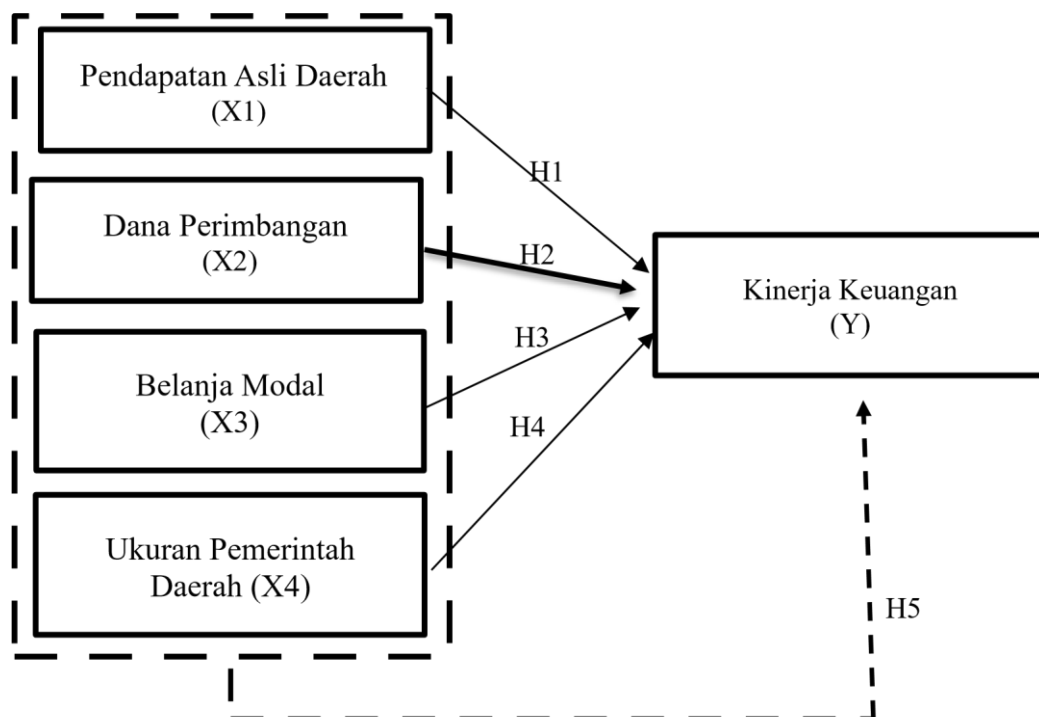 Pendapatan Asli Daerah
(X1)
H1
Dana Perimbangan
(X2)
H2
Kinerja Keuangan
(Y)
Belanja Modal
(X3)
H3
H4
Ukuran Pemerintah
Daerah (X4)
H5